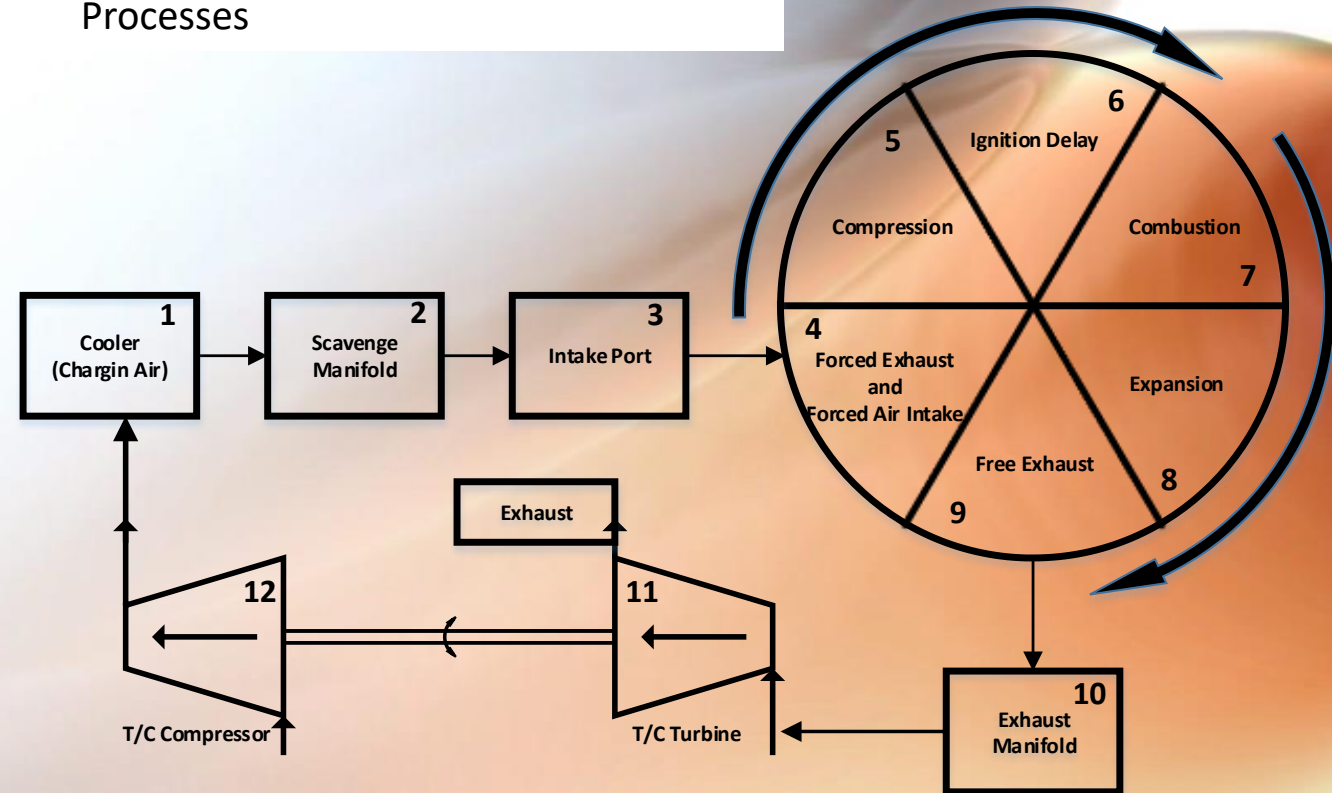 Processes
1
Cooler
(Chargin Air)
2
Scavenge
Manifold
3
Intake Port
4
Forced Exhaust
and
Forced Air Intake
5
Compression
6
Ignition Delay
7
Combustion
8
Expansion
9
Free Exhaust
10
Exhaust
Manifold
11
T/C Turbine
Exhaust
12
T/C Compressor